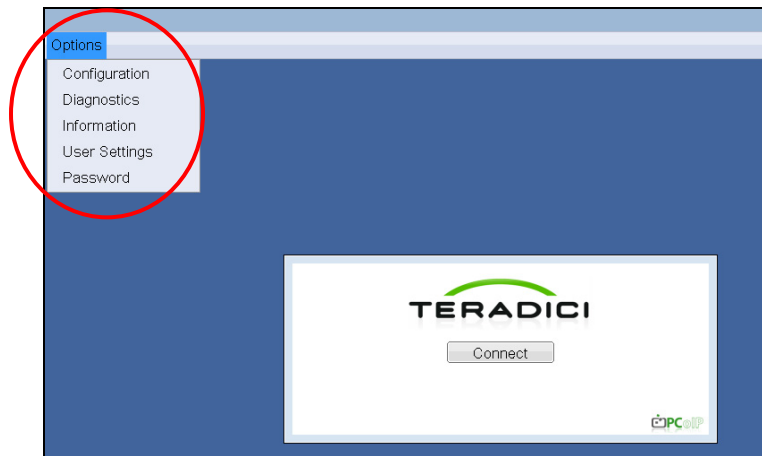 Options
Configuration
Diagnostics
Information
User Settings
Password
TERADICI
Connect
PCoIP